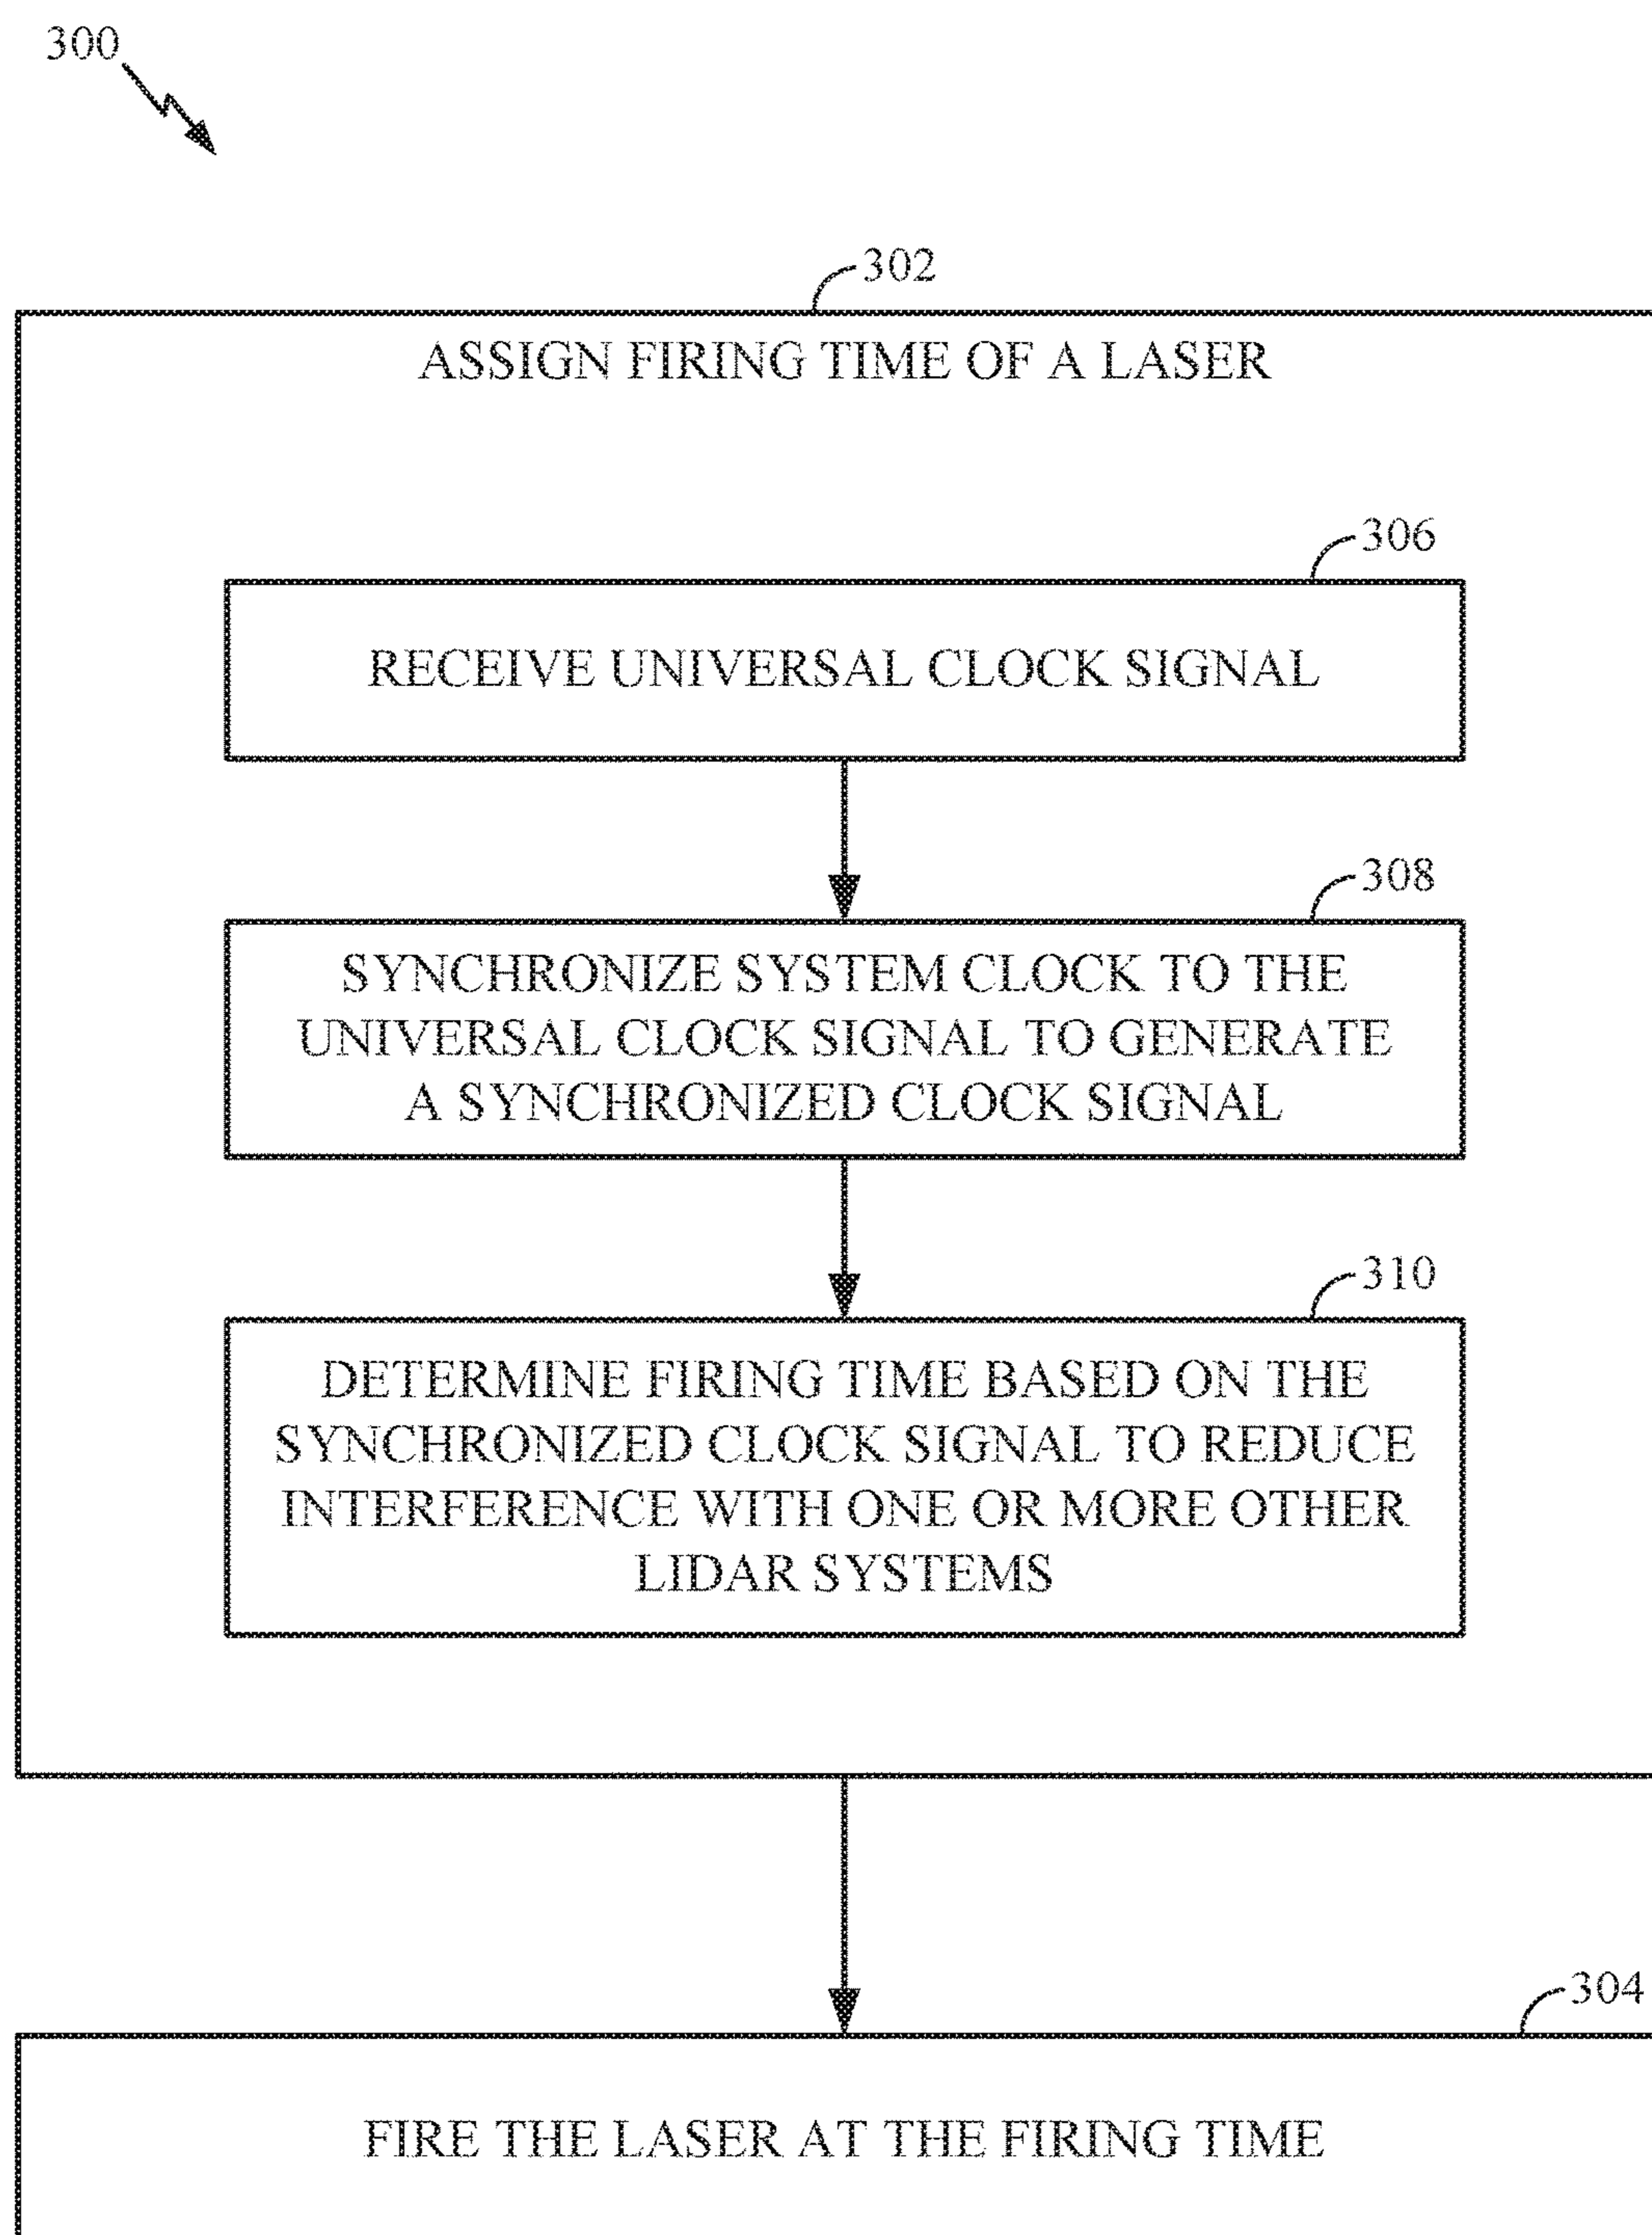 300
302
ASSIGN FIRING TIME OF A LASER
306
RECEIVE UNIVERSAL CLOCK SIGNAL
308
SYNCHRONIZE SYSTEM CLOCK TO THE
UNIVERSAL CLOCK SIGNAL TO GENERATE
A SYNCHRONIZED CLOCK SIGNAL
310
DETERMINE FIRING TIME BASED ON THE
SYNCHRONIZED CLOCK SIGNAL TO REDUCE
INTERFERENCE WITH ONE OR MORE OTHER
LIDAR SYSTEMS
304
FIRE THE LASER AT THE FIRING TIME